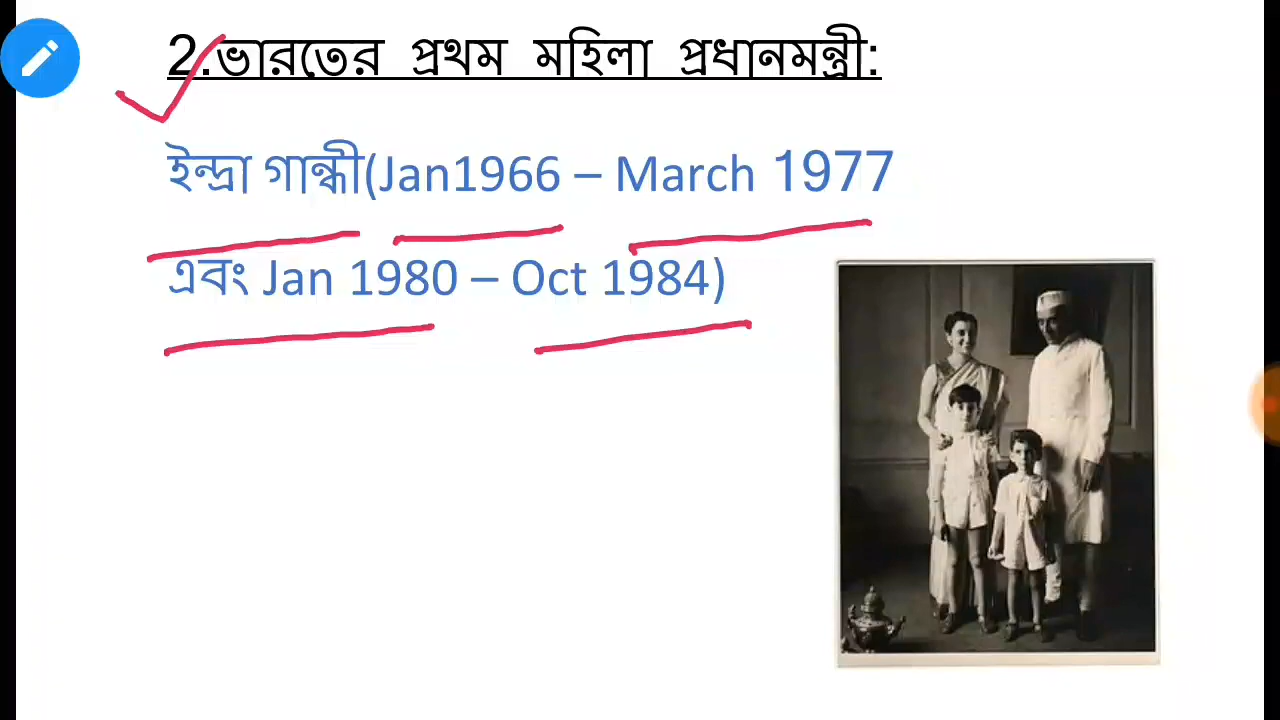 2.ভারতের প্রথম মহিলা প্রধানমন্ত্রী:
ইন্দ্রা গান্ধী(Jan1966 – March 1977
এবং Jan 1980 – Oct 1984)